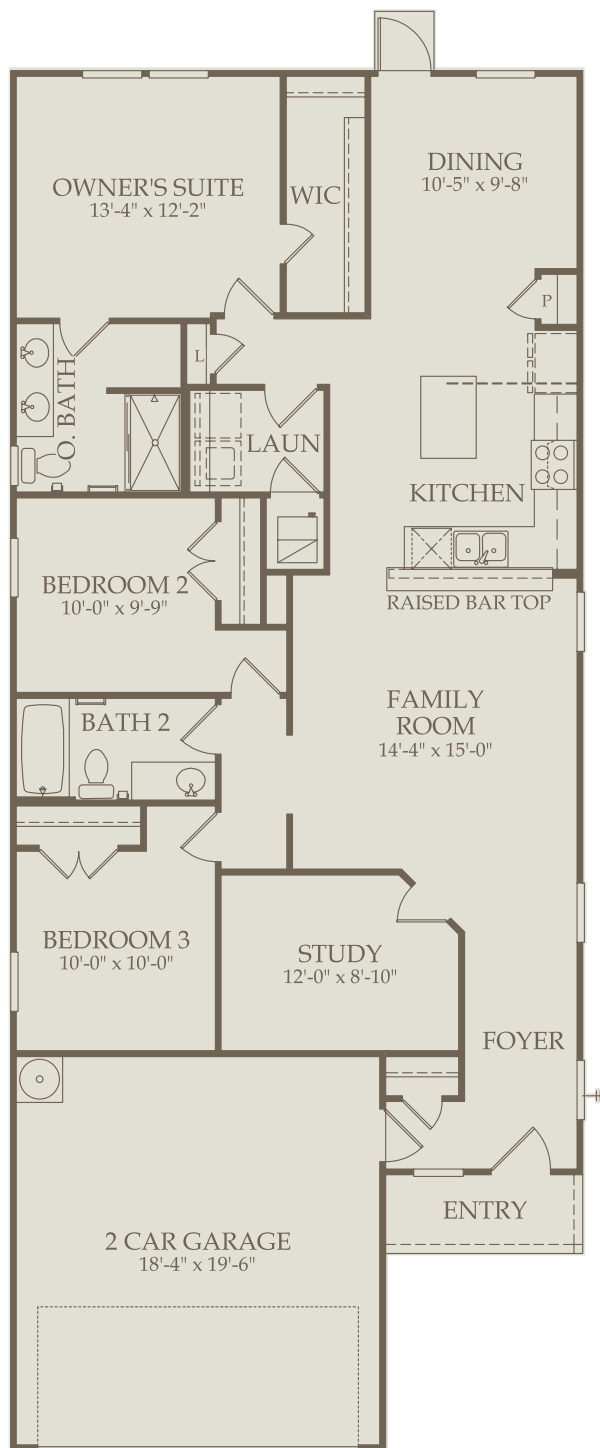 DINING
10'-5" x 9'-8"
OWNER'S SUITE
13'-4" x 12'-2"
WIC
P
L
O. BATH
LAUN
KITCHEN
BEDROOM 2
10'-0" x 9'-9"
RAISED BAR TOP
FAMILY
ROOM
14'-4" x 15'-0"
BATH 2
BEDROOM 3
10'-0" x 10'-0"
STUDY
12'-0" x 8'-10"
FOYER
ENTRY
2 CAR GARAGE
18'-4" x 19'-6"